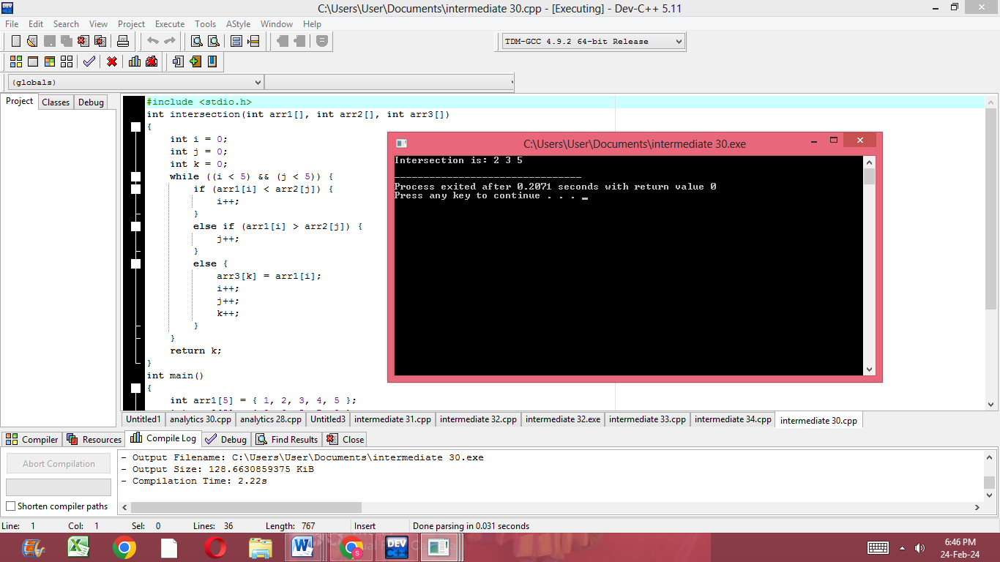 C:\Users\User\Documents\intermediate 30.cpp - [Executing] - Dev-C++ 5.11
File Edit Search View Project Execute Tools AStyle Window Help
TDM-GCC 4.9.2 64-bit Release
(globals)
Project Classes Debug
#include <stdio.h>
int intersection(int arr1[], int arr2[], int arr3[])
{
    int i = 0;
    int j = 0;
    int k = 0;
    while ((i < 5) && (j < 5)) {
        if (arr1[i] < arr2[j]) {
            i++;
        }
        else if (arr1[i] > arr2[j]) {
            j++;
        }
        else {
            arr3[k] = arr1[i];
            i++;
            j++;
            k++;
        }
    }
    return k;
}
int main()
{
    int arr1[5] = { 1, 2, 3, 4, 5 };
C:\Users\User\Documents\intermediate 30.exe
Intersection is: 2 3 5
--------------------------------
Process exited after 0.2071 seconds with return value 0
Press any key to continue . . .
Untitled1 analytics 30.cpp analytics 28.cpp Untitled3 intermediate 31.cpp intermediate 32.cpp intermediate 32.exe intermediate 33.cpp intermediate 34.cpp intermediate 30.cpp
Compiler Resources Compile Log Debug Find Results Close
Abort Compilation
Shorten compiler paths
- Output Filename: C:\Users\User\Documents\intermediate 30.exe
- Output Size: 128.6630859375 KiB
- Compilation Time: 2.22s
Line: 1 Col: 1 Sel: 0 Lines: 36 Length: 767 Insert Done parsing in 0.031 seconds
DEV C++
6:46 PM
24-Feb-24